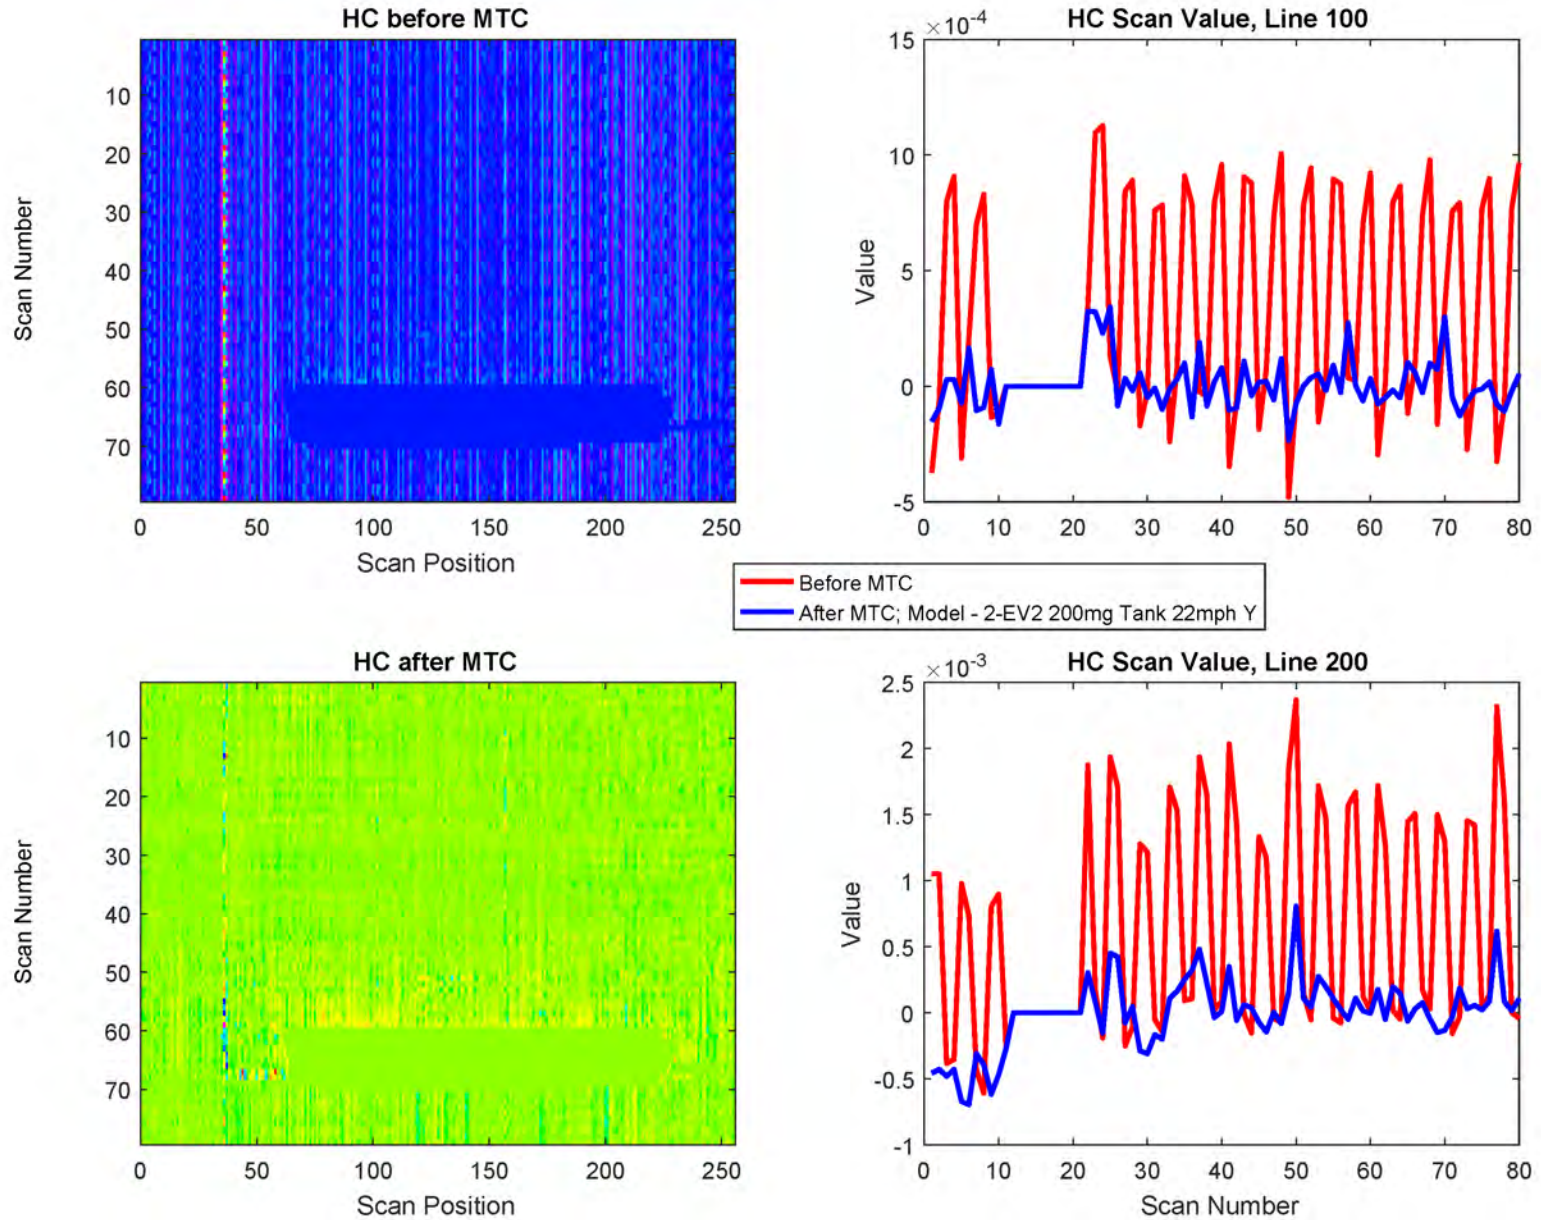 HC before MTC
Scan Number
10
20
30
40
50
60
70
0 50 100 150 200 250
Scan Position
HC Scan Value, Line 100
×10-4
Value
15
10
5
0
-5
0 10 20 30 40 50 60 70 80
Before MTC
After MTC; Model - 2-EV2 200mg Tank 22mph Y
HC after MTC
Scan Number
10
20
30
40
50
60
70
0 50 100 150 200 250
Scan Position
HC Scan Value, Line 200
×10-3
Value
2.5
2
1.5
1
0.5
0
-0.5
-1
0 10 20 30 40 50 60 70 80
Scan Number